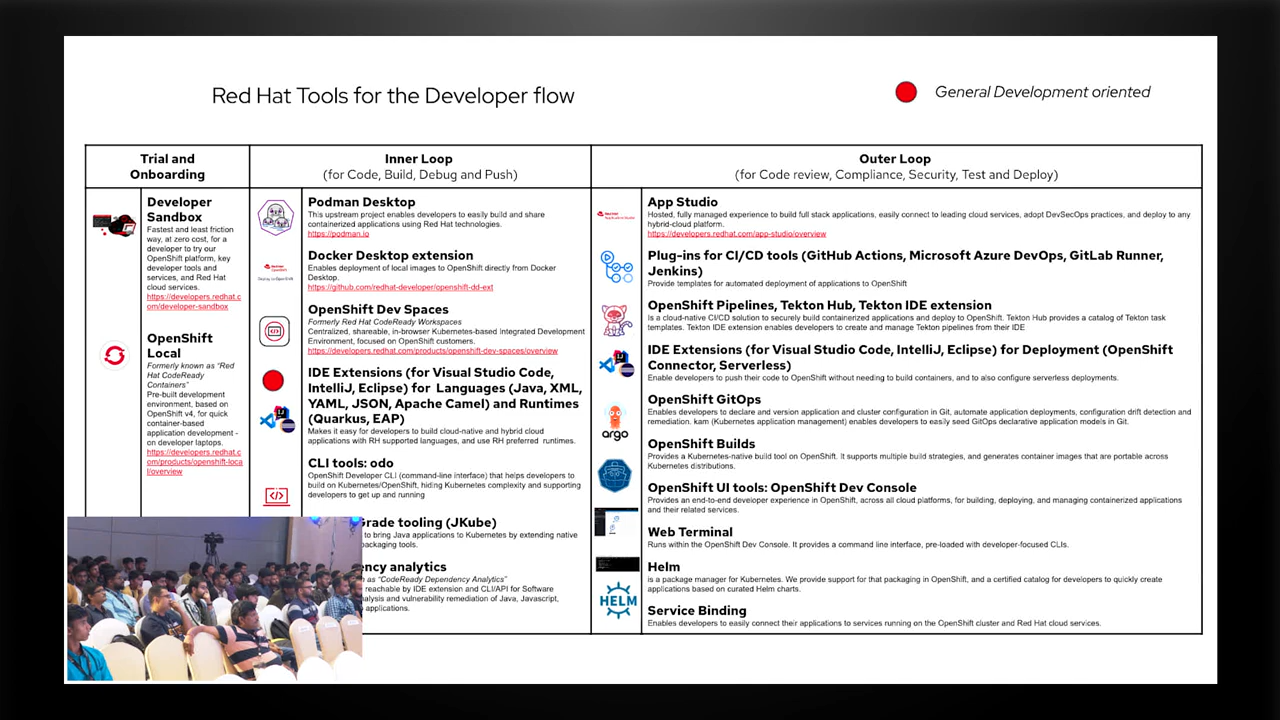 Red Hat Tools for the Developer flow
General Development oriented
Trial and
Onboarding
Developer
Sandbox
Fastest and least friction
way, at zero cost, for a
developer to try our
OpenShift platform, key
developer tools and
services, and Red Hat
cloud services.
https://developers.redhat.c
om/developer-sandbox
OpenShift
Local
Formerly known as "Red
Hat CodeReady
Containers"
Pre-built development
environment, based on
OpenShift v4, for quick
container-based
application development -
on developer laptops.
https://developers.redhat.c
om/products/openshift-loca
l/overview
Inner Loop
(for Code, Build, Debug and Push)
Podman Desktop
This upstream project enables developers to easily build and share
containerized applications using Red Hat technologies.
https://podman.io
Docker Desktop extension
Enables deployment of local images to OpenShift directly from Docker
Desktop.
https://github.com/redhat-developer/openshift-dd-ext
OpenShift Dev Spaces
Formerly Red Hat CodeReady Workspaces
Centralized, shareable, in-browser Kubernetes-based Integrated Development
Environment, focused on OpenShift customers.
https://developers.redhat.com/products/openshift-dev-spaces/overview
IDE Extensions (for Visual Studio Code,
IntelliJ, Eclipse) for Languages (Java, XML,
YAML, JSON, Apache Camel) and Runtimes
(Quarkus, EAP)
Makes it easy for developers to build cloud-native and hybrid cloud
applications with RH supported languages, and use RH preferred runtimes.
CLI tools: odo
OpenShift Developer CLI (command-line interface) that helps developers to
build on Kubernetes/OpenShift, hiding Kubernetes complexity and supporting
developers to get up and running
Grade tooling (JKube)
to bring Java applications to Kubernetes by extending native
packaging tools.
ncy analytics
n as "CodeReady Dependency Analytics"
reachable by IDE extension and CLI/API for Software
alysis and vulnerability remediation of Java, Javascript,
applications.
Outer Loop
(for Code review, Compliance, Security, Test and Deploy)
App Studio
Hosted, fully managed experience to build full stack applications, easily connect to leading cloud services, adopt DevSecOps practices, and deploy to any
hybrid-cloud platform.
https://developers.redhat.com/app-studio/overview
Plug-ins for CI/CD tools (GitHub Actions, Microsoft Azure DevOps, GitLab Runner,
Jenkins)
Provide templates for automated deployment of applications to OpenShift
OpenShift Pipelines, Tekton Hub, Tekton IDE extension
Is a cloud-native CI/CD solution to securely build containerized applications and deploy to OpenShift. Tekton Hub provides a catalog of Tekton task
templates. Tekton IDE extension enables developers to create and manage Tekton pipelines from their IDE
IDE Extensions (for Visual Studio Code, IntelliJ, Eclipse) for Deployment (OpenShift
Connector, Serverless)
Enable developers to push their code to OpenShift without needing to build containers, and to also configure serverless deployments.
OpenShift GitOps
Enables developers to declare and version application and cluster configuration in Git, automate application deployments, configuration drift detection and
remediation. kam (Kubernetes application management) enables developers to easily seed GitOps declarative application models in Git.
argo
OpenShift Builds
Provides a Kubernetes-native build tool on OpenShift. It supports multiple build strategies, and generates container images that are portable across
Kubernetes distributions.
OpenShift UI tools: OpenShift Dev Console
Provides an end-to-end developer experience in OpenShift, across all cloud platforms, for building, deploying, and managing containerized applications
and their related services.
Web Terminal
Runs within the OpenShift Dev Console. It provides a command line interface, pre-loaded with developer-focused CLIs.
Helm
is a package manager for Kubernetes. We provide support for that packaging in OpenShift, and a certified catalog for developers to quickly create
applications based on curated Helm charts.
HELM
Service Binding
Enables developers to easily connect their applications to services running on the OpenShift cluster and Red Hat cloud services.